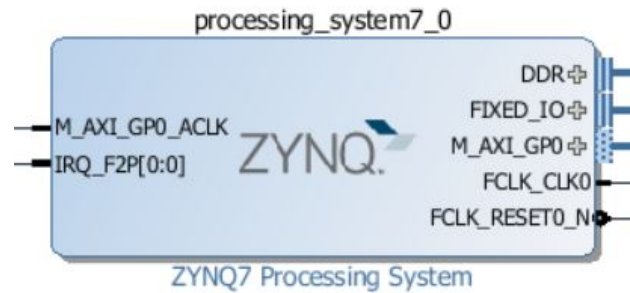 processing_system7_0
DDR
FIXED_IO
M_AXI_GP0_ACLK
M_AXI_GP0
IRQ_F2P[0:0]
ZYNQ.
FCLK_CLK0
FCLK_RESET0_N
ZYNQ7 Processing System